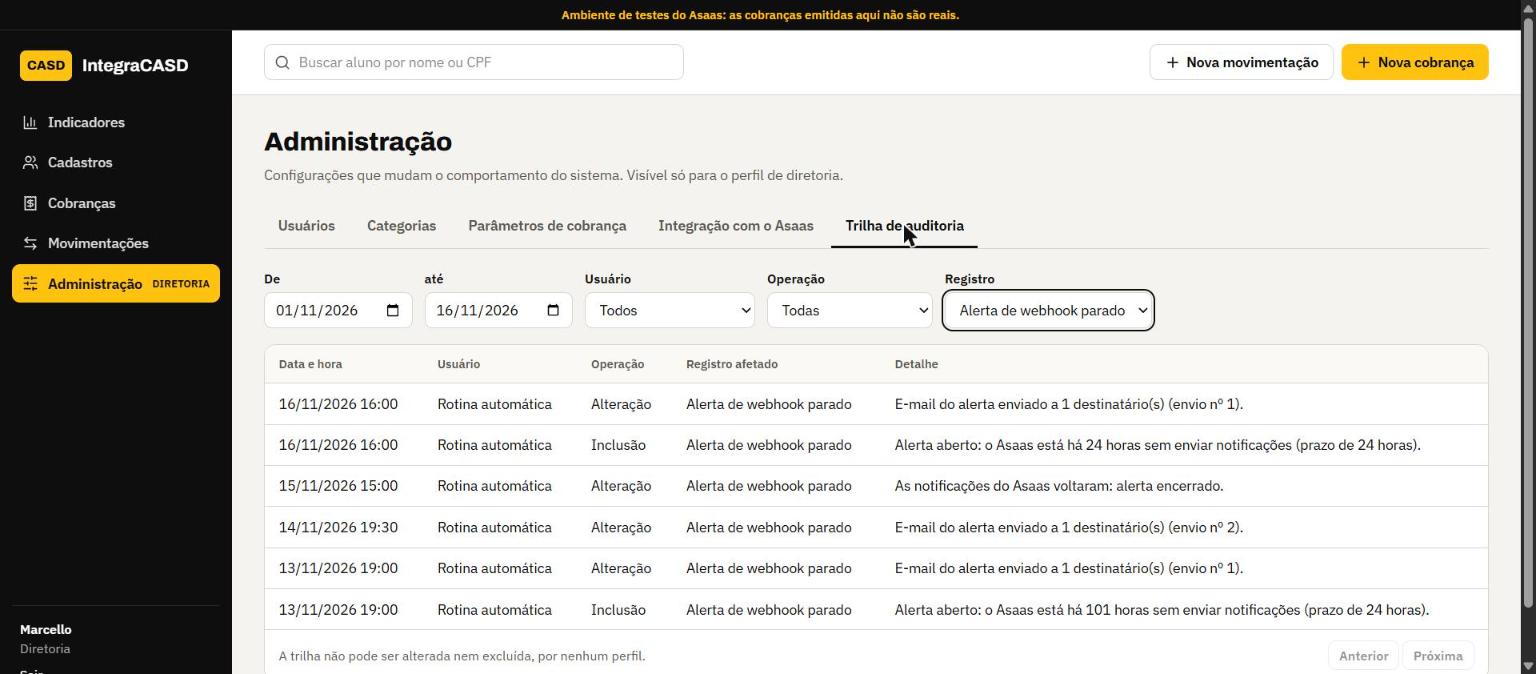 Ambiente de testes do Asaas: as cobranças emitidas aqui não são reais.
CASD IntegraCASD
Buscar aluno por nome ou CPF
+ Nova movimentação
+ Nova cobrança
Indicadores
Cadastros
Cobranças
Movimentações
Administração DIRETORIA
Administração
Configurações que mudam o comportamento do sistema. Visível só para o perfil de diretoria.
Usuários Categorias Parâmetros de cobrança Integração com o Asaas Trilha de auditoria
De até Usuário Operação Registro
01/11/2026 16/11/2026 Todos Todas Alerta de webhook parado
Data e hora Usuário Operação Registro afetado Detalhe
16/11/2026 16:00 Rotina automática Alteração Alerta de webhook parado E-mail do alerta enviado a 1 destinatário(s) (envio nº 1).
16/11/2026 16:00 Rotina automática Inclusão Alerta de webhook parado Alerta aberto: o Asaas está há 24 horas sem enviar notificações (prazo de 24 horas).
15/11/2026 15:00 Rotina automática Alteração Alerta de webhook parado As notificações do Asaas voltaram: alerta encerrado.
14/11/2026 19:30 Rotina automática Alteração Alerta de webhook parado E-mail do alerta enviado a 1 destinatário(s) (envio nº 2).
13/11/2026 19:00 Rotina automática Alteração Alerta de webhook parado E-mail do alerta enviado a 1 destinatário(s) (envio nº 1).
13/11/2026 19:00 Rotina automática Inclusão Alerta de webhook parado Alerta aberto: o Asaas está há 101 horas sem enviar notificações (prazo de 24 horas).
A trilha não pode ser alterada nem excluída, por nenhum perfil.
Anterior Próxima
Marcello
Diretoria